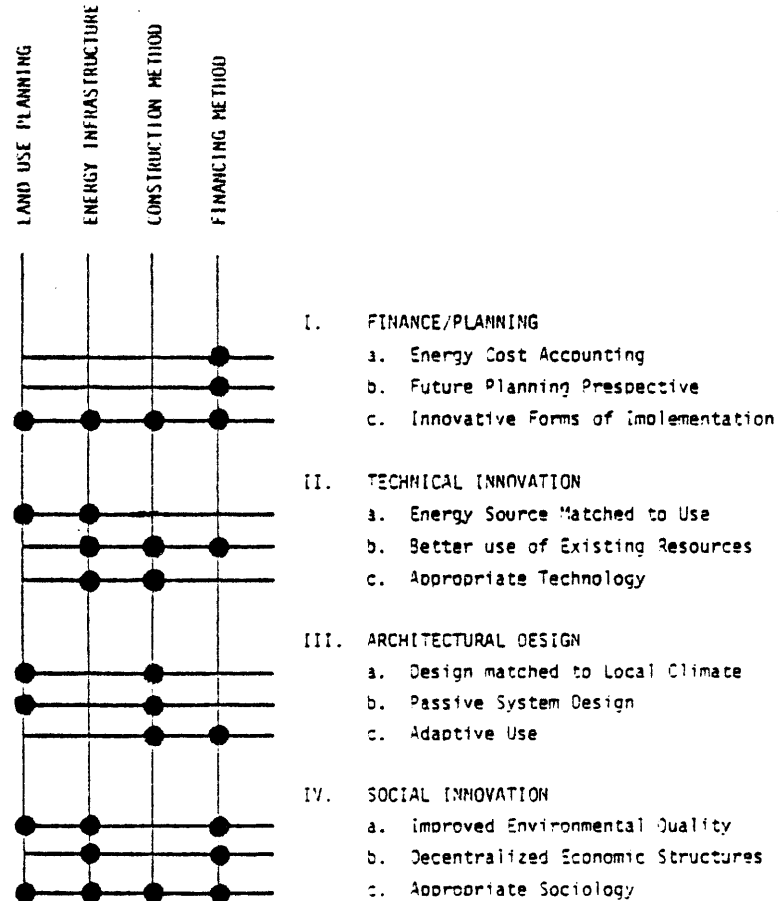 LAND USE PLANNING
ENERGY INFRASTRUCTURE
CONSTRUCTION METHOD
FINANCING METHOD
I. FINANCE/PLANNING
a. Energy Cost Accounting
b. Future Planning Prespective
c. Innovative Forms of Implementation
II. TECHNICAL INNOVATION
a. Energy Source Matched to Use
b. Better use of Existing Resources
c. Appropriate Technology
III. ARCHITECTURAL DESIGN
a. Design matched to Local Climate
b. Passive System Design
c. Adaptive Use
IV. SOCIAL INNOVATION
a. Improved Environmental Quality
b. Decentralized Economic Structures
c. Appropriate Sociology